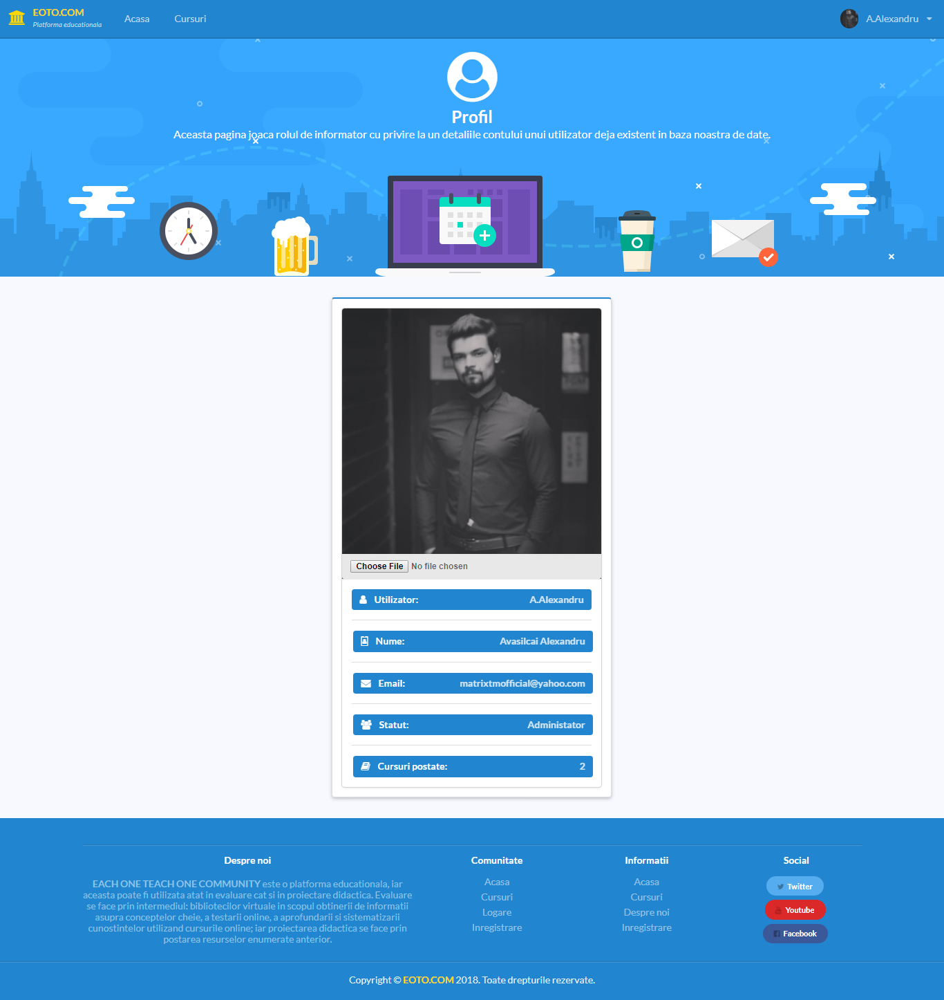 EOTO.COM
Platforma educationala
Acasa
Cursuri
A.Alexandru
Profil
Aceasta pagina joaca rolul de informator cu privire la un detaliile contului unui utilizator deja existent in baza noastra de date.
Choose File No file chosen
Utilizator: A.Alexandru
Nume: Avasilcai Alexandru
Email: matrixtmofficial@yahoo.com
Statut: Administator
Cursuri postate: 2
Despre noi
EACH ONE TEACH ONE COMMUNITY este o platforma educationala, iar
aceasta poate fi utilizata atat in evaluare cat si in proiectare didactica. Evaluare
se face prin intermediul: bibliotecilor virtuale in scopul obtinerii de informatii
asupra conceptelor cheie, a testarii online, a aprofundarii si sistematizarii
cunostintelor utilizand cursurile online; iar proiectarea didactica se face prin
postarea resurselor enumerate anterior.
Comunitate
Acasa
Cursuri
Logare
Inregistrare
Informatii
Acasa
Cursuri
Despre noi
Inregistrare
Social
Twitter
Youtube
Facebook
Copyright © EOTO.COM 2018. Toate drepturile rezervate.